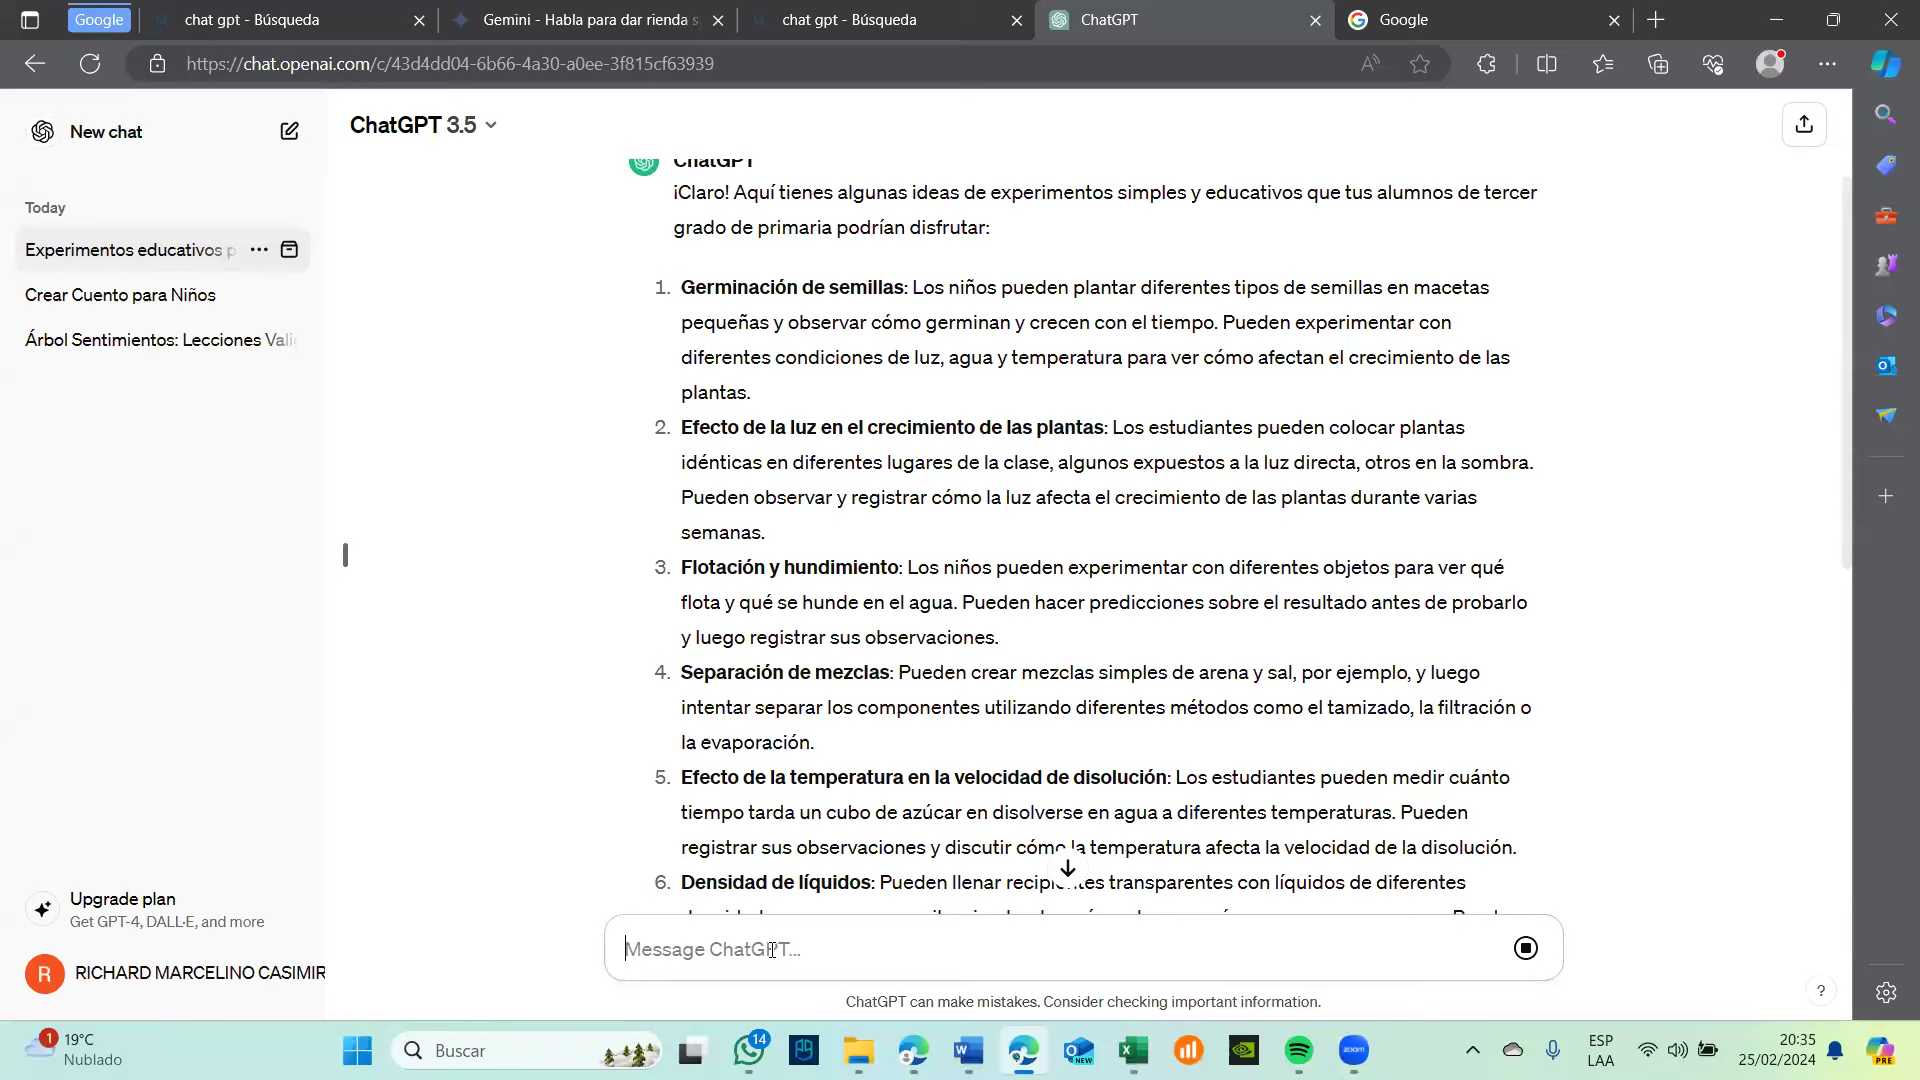 Google
chat gpt - Búsqueda
Gemini - Habla para dar rienda s
chat gpt - Búsqueda
ChatGPT
Google
https://chat.openai.com/c/43d4dd04-6b66-4a30-a0ee-3f815cf63939
New chat
Today
Experimentos educativos p
Crear Cuento para Niños
Árbol Sentimientos: Lecciones Vali
Upgrade plan
Get GPT-4, DALL·E, and more
R
RICHARD MARCELINO CASIMIR
ChatGPT 3.5
ChatGPT
¡Claro! Aquí tienes algunas ideas de experimentos simples y educativos que tus alumnos de tercer
grado de primaria podrían disfrutar:
1. Germinación de semillas: Los niños pueden plantar diferentes tipos de semillas en macetas
pequeñas y observar cómo germinan y crecen con el tiempo. Pueden experimentar con
diferentes condiciones de luz, agua y temperatura para ver cómo afectan el crecimiento de las
plantas.
2. Efecto de la luz en el crecimiento de las plantas: Los estudiantes pueden colocar plantas
idénticas en diferentes lugares de la clase, algunos expuestos a la luz directa, otros en la sombra.
Pueden observar y registrar cómo la luz afecta el crecimiento de las plantas durante varias
semanas.
3. Flotación y hundimiento: Los niños pueden experimentar con diferentes objetos para ver qué
flota y qué se hunde en el agua. Pueden hacer predicciones sobre el resultado antes de probarlo
y luego registrar sus observaciones.
4. Separación de mezclas: Pueden crear mezclas simples de arena y sal, por ejemplo, y luego
intentar separar los componentes utilizando diferentes métodos como el tamizado, la filtración o
la evaporación.
5. Efecto de la temperatura en la velocidad de disolución: Los estudiantes pueden medir cuánto
tiempo tarda un cubo de azúcar en disolverse en agua a diferentes temperaturas. Pueden
registrar sus observaciones y discutir cómo la temperatura afecta la velocidad de la disolución.
6. Densidad de líquidos: Pueden llenar recipientes transparentes con líquidos de diferentes
Message ChatGPT...
ChatGPT can make mistakes. Consider checking important information.
?
1
19°C
Nublado
Buscar
14
W
NEW
zoom
ESP
LAA
20:35
25/02/2024
PRE